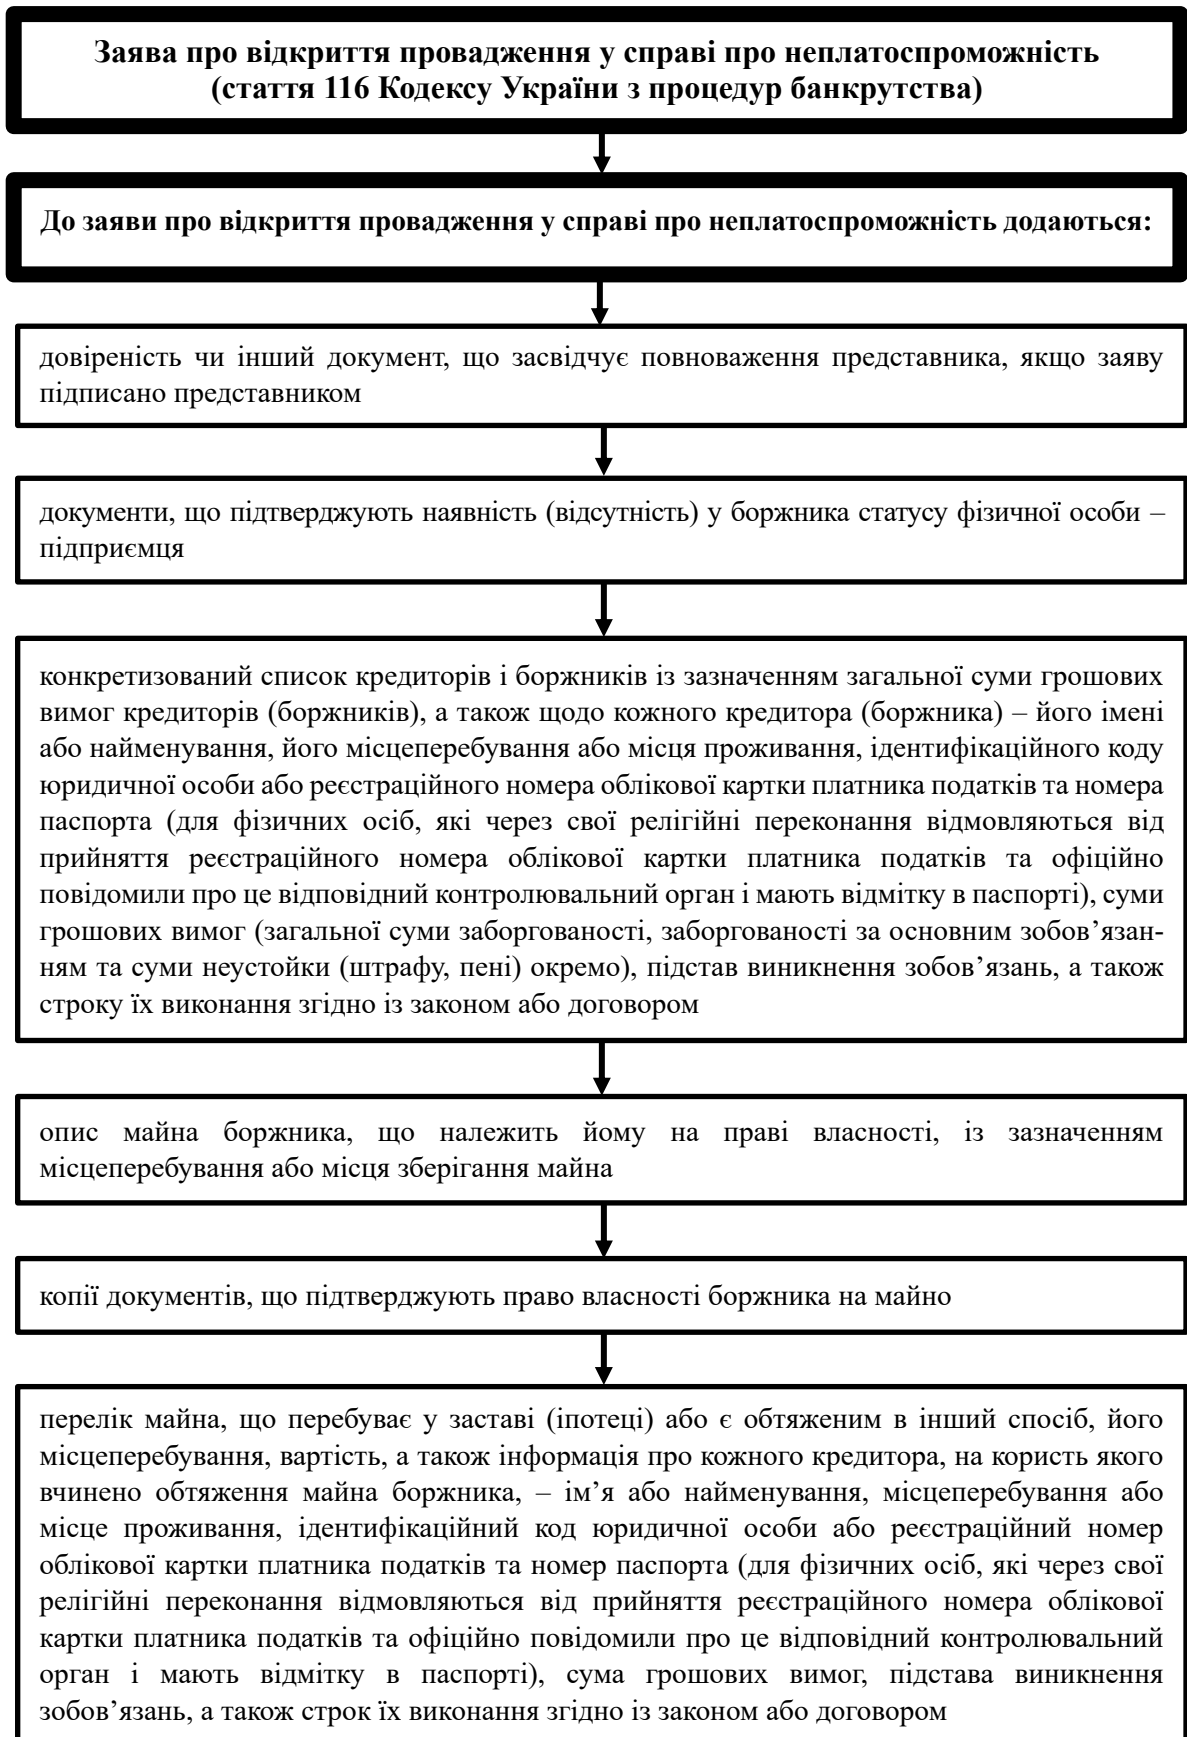 Заява про відкриття провадження у справі про неплатоспроможність
(стаття 116 Кодексу України з процедур банкрутства)
До заяви про відкриття провадження у справі про неплатоспроможність додаються:
довіреність чи інший документ, що засвідчує повноваження представника, якщо заяву
підписано представником
документи, що підтверджують наявність (відсутність) у боржника статусу фізичної особи –
підприємця
конкретизований список кредиторів і боржників із зазначенням загальної суми грошових
вимог кредиторів (боржників), а також щодо кожного кредитора (боржника) – його імені
або найменування, його місцеперебування або місця проживання, ідентифікаційного коду
юридичної особи або реєстраційного номера облікової картки платника податків та номера
паспорта (для фізичних осіб, які через свої релігійні переконання відмовляються від
прийняття реєстраційного номера облікової картки платника податків та офіційно
повідомили про це відповідний контролювальний орган і мають відмітку в паспорті), суми
грошових вимог (загальної суми заборгованості, заборгованості за основним зобов’язан-
ням та суми неустойки (штрафу, пені) окремо), підстав виникнення зобов’язань, а також
строку їх виконання згідно із законом або договором
опис майна боржника, що належить йому на праві власності, із зазначенням
місцеперебування або місця зберігання майна
копії документів, що підтверджують право власності боржника на майно
перелік майна, що перебуває у заставі (іпотеці) або є обтяженим в інший спосіб, його
місцеперебування, вартість, а також інформація про кожного кредитора, на користь якого
вчинено обтяження майна боржника, – ім’я або найменування, місцеперебування або
місце проживання, ідентифікаційний код юридичної особи або реєстраційний номер
облікової картки платника податків та номер паспорта (для фізичних осіб, які через свої
релігійні переконання відмовляються від прийняття реєстраційного номера облікової
картки платника податків та офіційно повідомили про це відповідний контролювальний
орган і мають відмітку в паспорті), сума грошових вимог, підстава виникнення
зобов’язань, а також строк їх виконання згідно із законом або договором